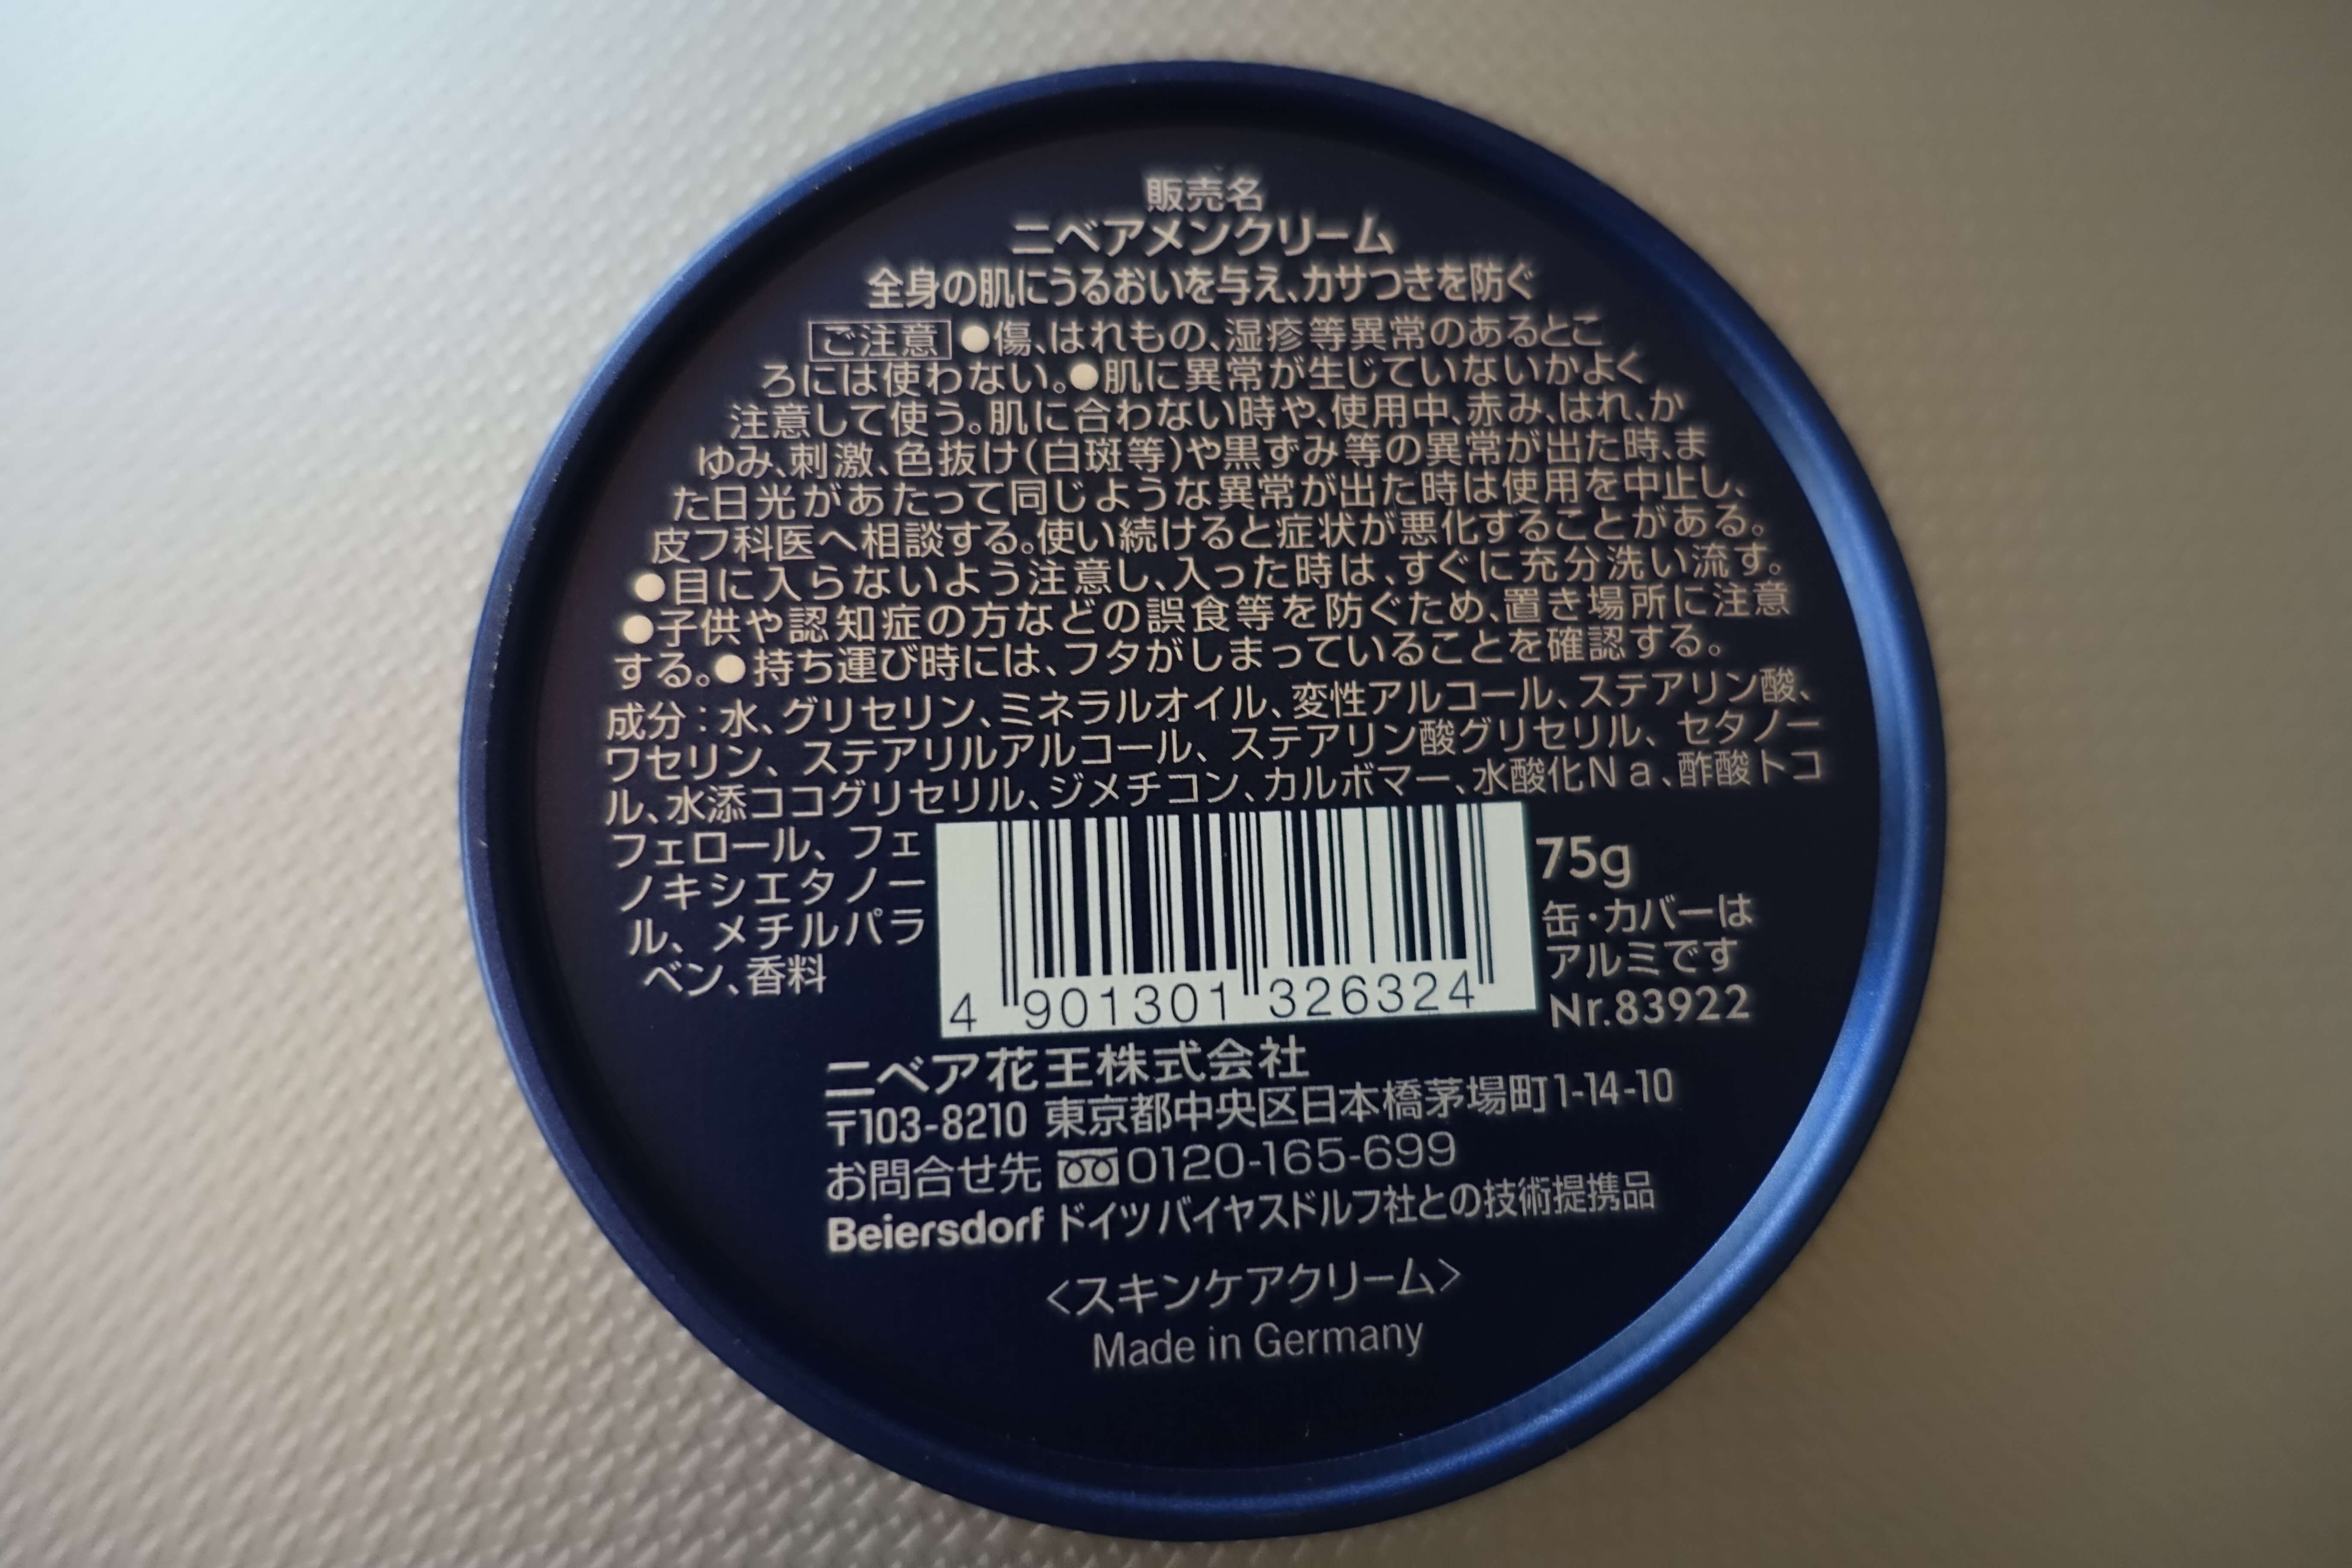 販売名
ニベアメンクリーム
全身の肌にうるおいを与え、カサつきを防ぐ
ご注意 ●傷、はれもの、湿疹等異常のあるとこ
ろには使わない。●肌に異常が生じていないかよく
注意して使う。肌に合わない時や、使用中、赤み、はれ、か
ゆみ、刺激、色抜け(白斑等)や黒ずみ等の異常が出た時、ま
た日光があたって同じような異常が出た時は使用を中止し、
皮フ科医へ相談する。使い続けると症状が悪化することがある。
●目に入らないよう注意し、入った時は、すぐに充分洗い流す。
●子供や認知症の方などの誤食等を防ぐため、置き場所に注意
する。●持ち運び時には、フタがしまっていることを確認する。
成分:水、グリセリン、ミネラルオイル、変性アルコール、ステアリン酸、
ワセリン、ステアリルアルコール、ステアリン酸グリセリル、セタノー
ル、水添ココグリセリル、ジメチコン、カルボマー、水酸化Na、酢酸トコ
フェロール、フェ
ノキシエタノー
ル、メチルパラ
ベン、香料
4 901301 326324
75g
缶・カバーは
アルミです
Nr.83922
ニベア花王株式会社
〒103-8210 東京都中央区日本橋茅場町1-14-10
お問合せ先 0120-165-699
Beiersdorf ドイツバイヤスドルフ社との技術提携品
<スキンケアクリーム>
Made in Germany